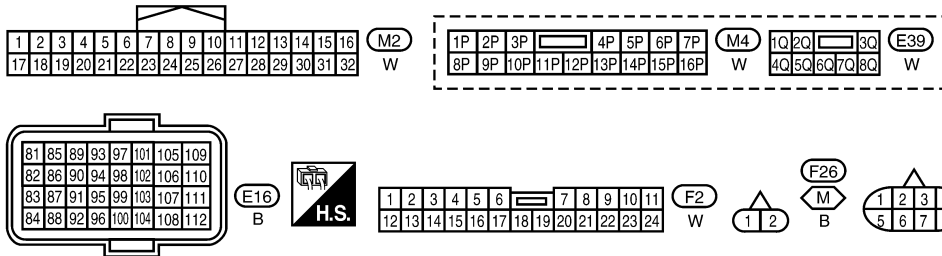 1 2 3 4 5 6 7 8 9 10 11 12 13 14 15 16
17 18 19 20 21 22 23 24 25 26 27 28 29 30 31 32
M2
W
1P 2P 3P 4P 5P 6P 7P
8P 9P 10P 11P 12P 13P 14P 15P 16P
M4
W
1Q 2Q 3Q
4Q 5Q 6Q 7Q 8Q
E39
W
81 85 89 93 97 101 105 109
82 86 90 94 98 102 106 110
83 87 91 95 99 103 107 111
84 88 92 96 100 104 108 112
E16
B
H.S.
1 2 3 4 5 6 7 8 9 10 11
12 13 14 15 16 17 18 19 20 21 22 23 24
F2
W
1 2
F26
M
B
1 2 3
5 6 7